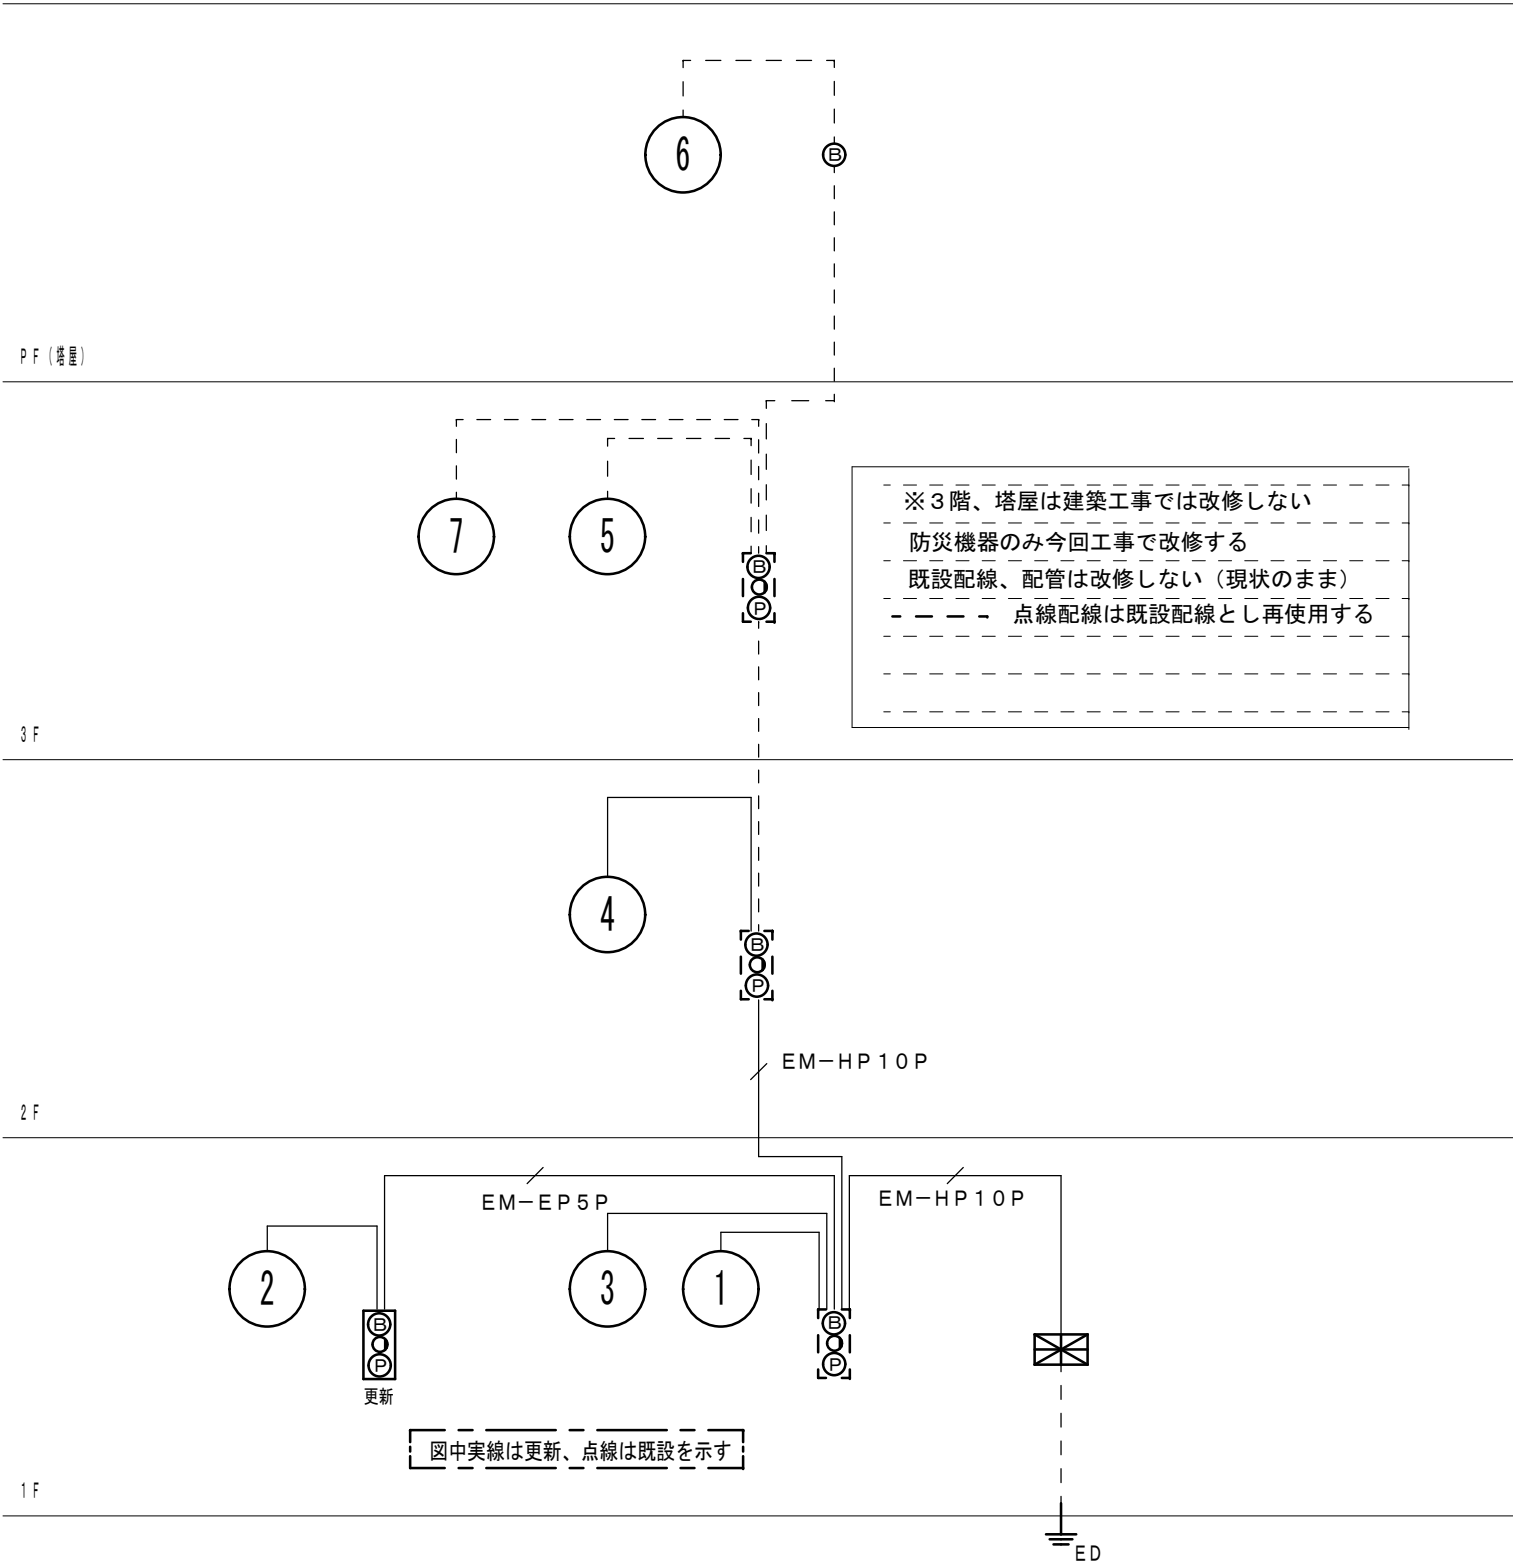 6
B
PF(塔屋)
7
5
B
P
※3階、塔屋は建築工事では改修しない
防災機器のみ今回工事で改修する
既設配線、配管は改修しない（現状のまま）
点線配線は既設配線とし再使用する
3F
4
B
P
EM−HP10P
2F
EM−EP5P
EM−HP10P
2
3
1
B
P
更新
B
P
図中実線は更新、点線は既設を示す
1F
ED